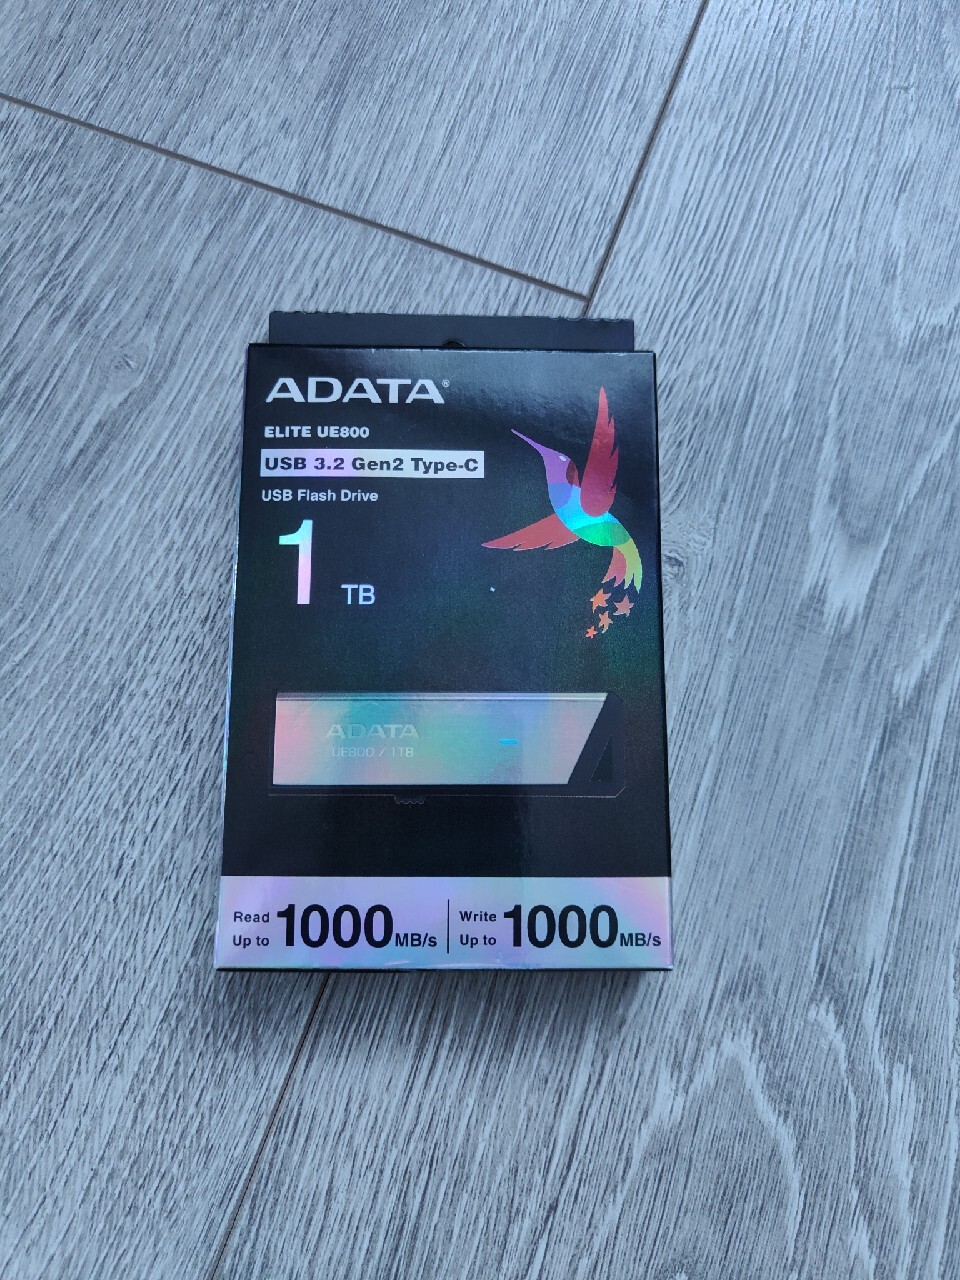 ADATA®
ELITE UE800
USB 3.2 Gen2 Type-C
USB Flash Drive
1 TB
ADATA
UE800 / 1TB
Read Up to 1000 MB/s
Write Up to 1000 MB/s